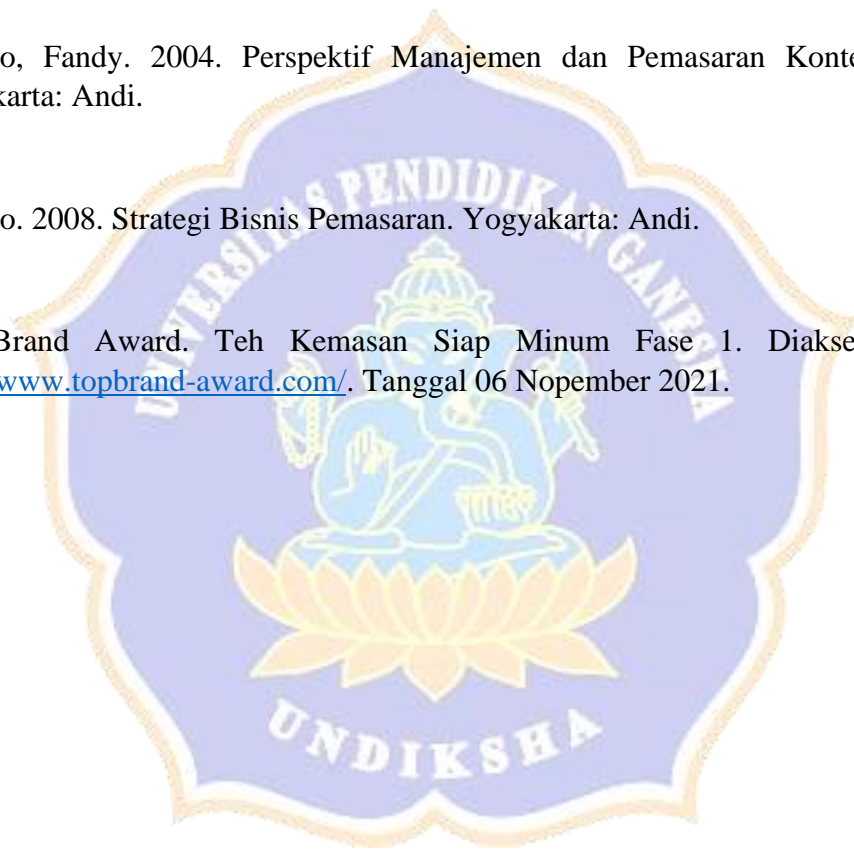 o, Fandy. 2004. Perspektif Manajemen dan Pemasaran Konte
karta: Andi.
o. 2008. Strategi Bisnis Pemasaran. Yogyakarta: Andi.
Brand Award. Teh Kemasan Siap Minum Fase 1. Diakse
www.topbrand-award.com/. Tanggal 06 Nopember 2021.
UNIVERSITAS PENDIDIKAN GANESHA
UNDIKSHA